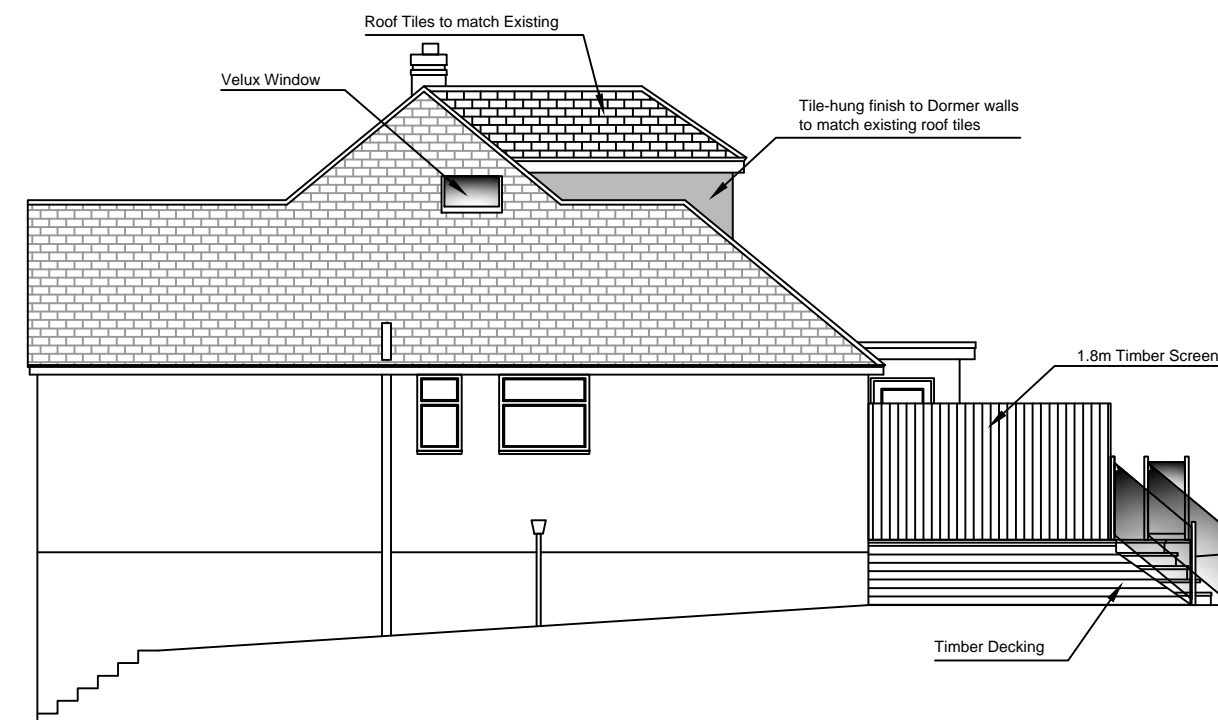 Roof Tiles to match Existing
Velux Window
Tile-hung finish to Dormer walls
to match existing roof tiles
1.8m Timber Screen
Timber Decking